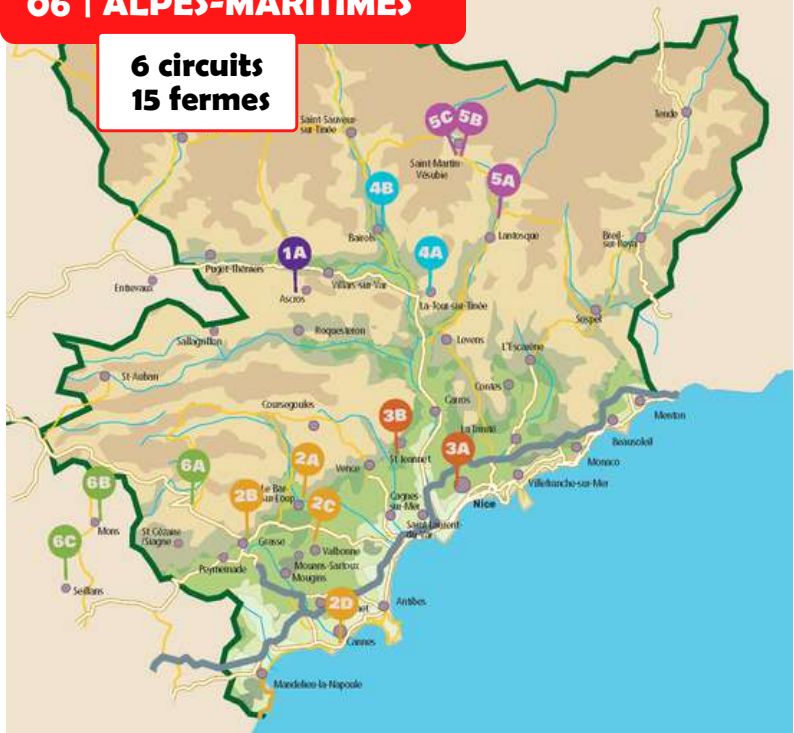 06 | ALPES-MARITIMES
6 circuits
15 fermes
Saint-Sauveur-
sur-Tinée
Tende
5C
5B
Saint-Martin-
Vésubie
5A
4B
Bairols
Lantosque
Breil-
sur-Roya
1A
4A
Puget-Théniers
Entrevaux
Villars-sur-Var
Ascros
La-Tour-sur-Tinée
Sospel
Sallagriffon
Roquesteron
Levens
L'Escarène
St-Auban
Contes
Coursegoules
3B
Carros
Menton
La Trinité
Beausoleil
St Jeannet
3A
Monaco
6A
2A
Vence
Villefranche-sur-Mer
6B
2B
Le Bar-
sur-Loup
2C
Cagnes-
sur-Mer
Nice
Mons
St Cézaire
/Siagne
Grasse
Saint-Laurent-
du-Var
6C
Valbonne
Peymeinade
Mouans-Sartoux
Mougins
Seillans
2D
net
Antibes
Cannes
Mandelieu-la-Napoule